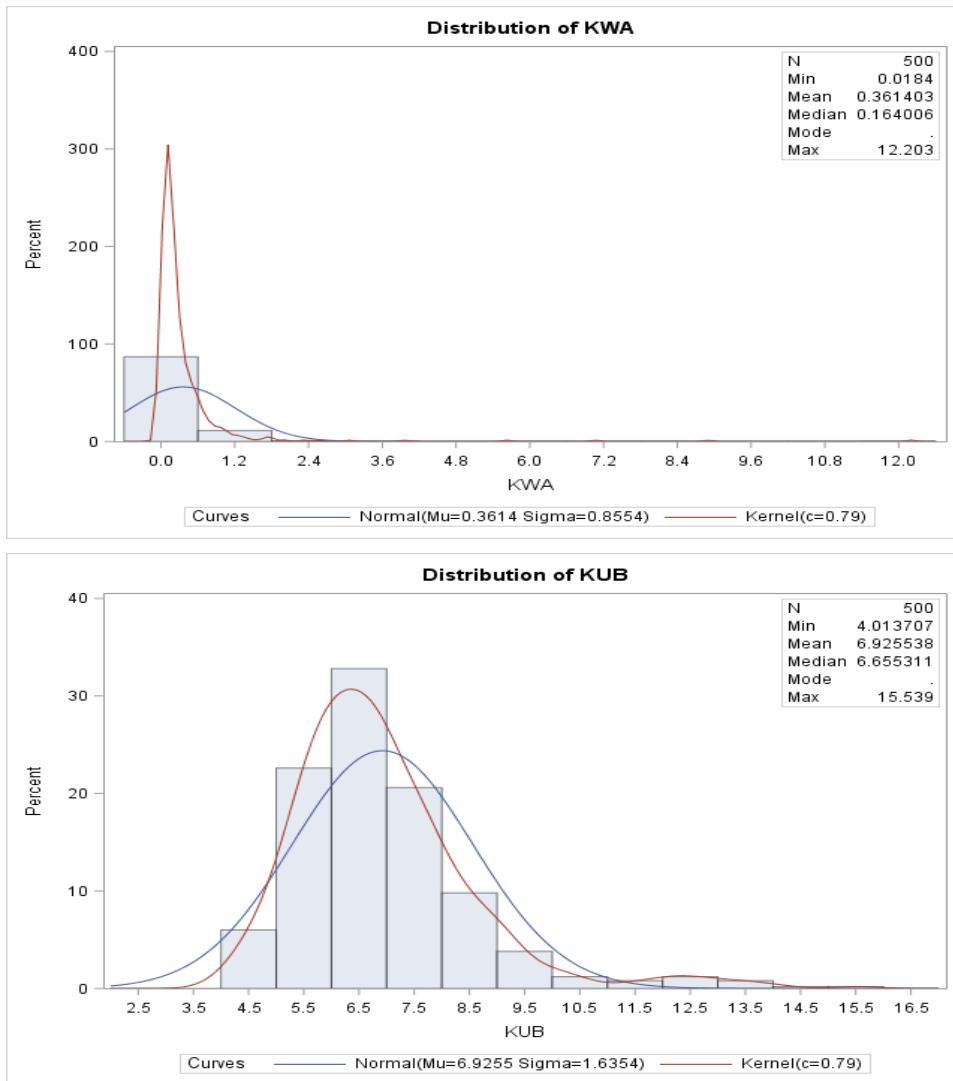 Distribution of KWA
400
300
200
100
0
Percent
N 500
Min 0.0184
Mean 0.361403
Median 0.164006
Mode .
Max 12.203
0.0 1.2 2.4 3.6 4.8 6.0 7.2 8.4 9.6 10.8 12.0
KWA
Curves Normal(Mu=0.3614 Sigma=0.8554) Kernel(c=0.79)
Distribution of KUB
40
30
20
10
0
Percent
N 500
Min 4.013707
Mean 6.925538
Median 6.655311
Mode .
Max 15.539
2.5 3.5 4.5 5.5 6.5 7.5 8.5 9.5 10.5 11.5 12.5 13.5 14.5 15.5 16.5
KUB
Curves Normal(Mu=6.9255 Sigma=1.6354) Kernel(c=0.79)